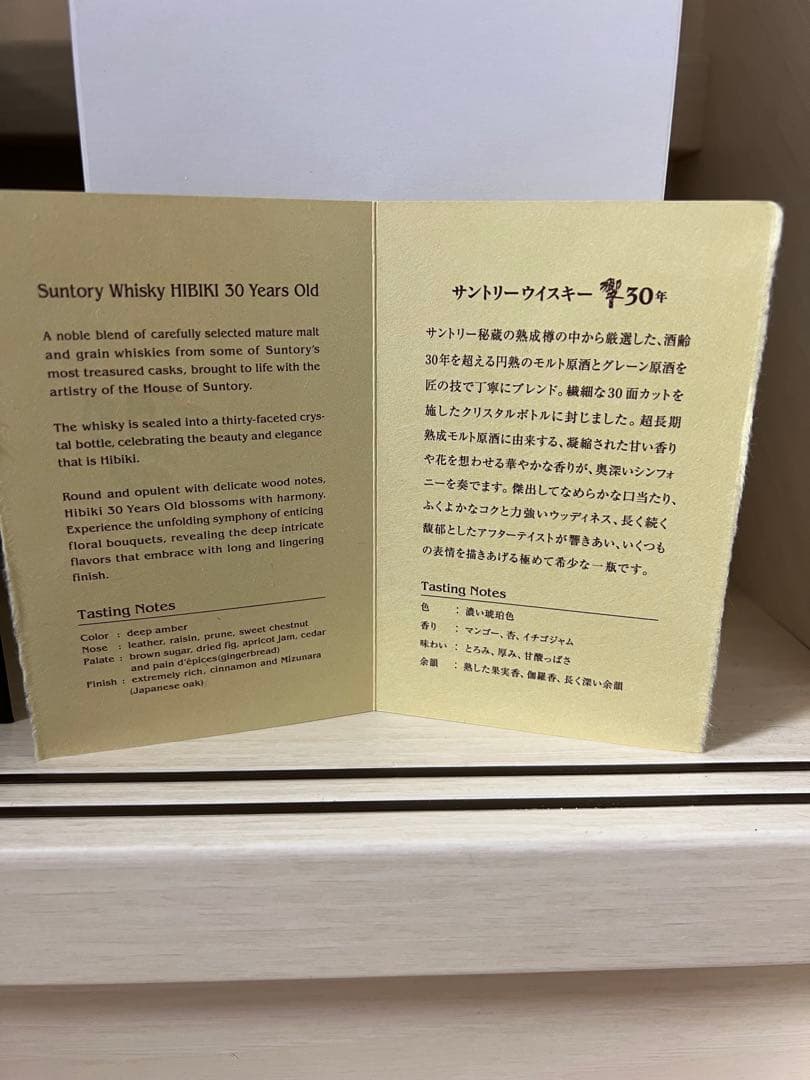 Suntory Whisky HIBIKI 30 Years Old
A noble blend of carefully selected mature malt
and grain whiskies from some of Suntory's
most treasured casks, brought to life with the
artistry of the House of Suntory.
The whisky is sealed into a thirty-faceted crys-
tal bottle, celebrating the beauty and elegance
that is Hibiki.
Round and opulent with delicate wood notes,
Hibiki 30 Years Old blossoms with harmony.
Experience the unfolding symphony of enticing
floral bouquets, revealing the deep intricate
flavors that embrace with long and lingering
finish.
Tasting Notes
Color : deep amber
Nose : leather, raisin, prune, sweet chestnut
Palate : brown sugar, dried fig, apricot jam, cedar
and pain d'épices(gingerbread)
Finish : extremely rich, cinnamon and Mizunara
(Japanese oak)
サントリーウイスキー 響30年
サントリー秘蔵の熟成樽の中から厳選した、酒齢
30年を超える円熟のモルト原酒とグレーン原酒を
匠の技で丁寧にブレンド。繊細な30面カットを
施したクリスタルボトルに封じました。超長期
熟成モルト原酒に由来する、凝縮された甘い香り
や花を想わせる華やかな香りが、奥深いシンフォ
ニーを奏でます。傑出してなめらかな口当たり、
ふくよかなコクと力強いウッディネス、長く続く
馥郁としたアフターテイストが響きあい、いくつも
の表情を描きあげる極めて希少な一瓶です。
Tasting Notes
色 : 濃い琥珀色
香り : マンゴー、杏、イチゴジャム
味わい : とろみ、厚み、甘酸っぱさ
余韻 : 熟した果実香、伽羅香、長く深い余韻